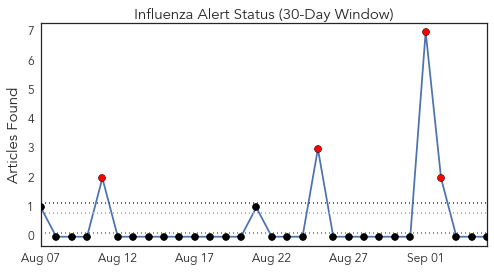 Influenza Alert Status (30-Day Window)
Articles Found
7
6
5
4
3
2
1
0
Aug 07 Aug 12 Aug 17 Aug 22 Aug 27 Sep 01